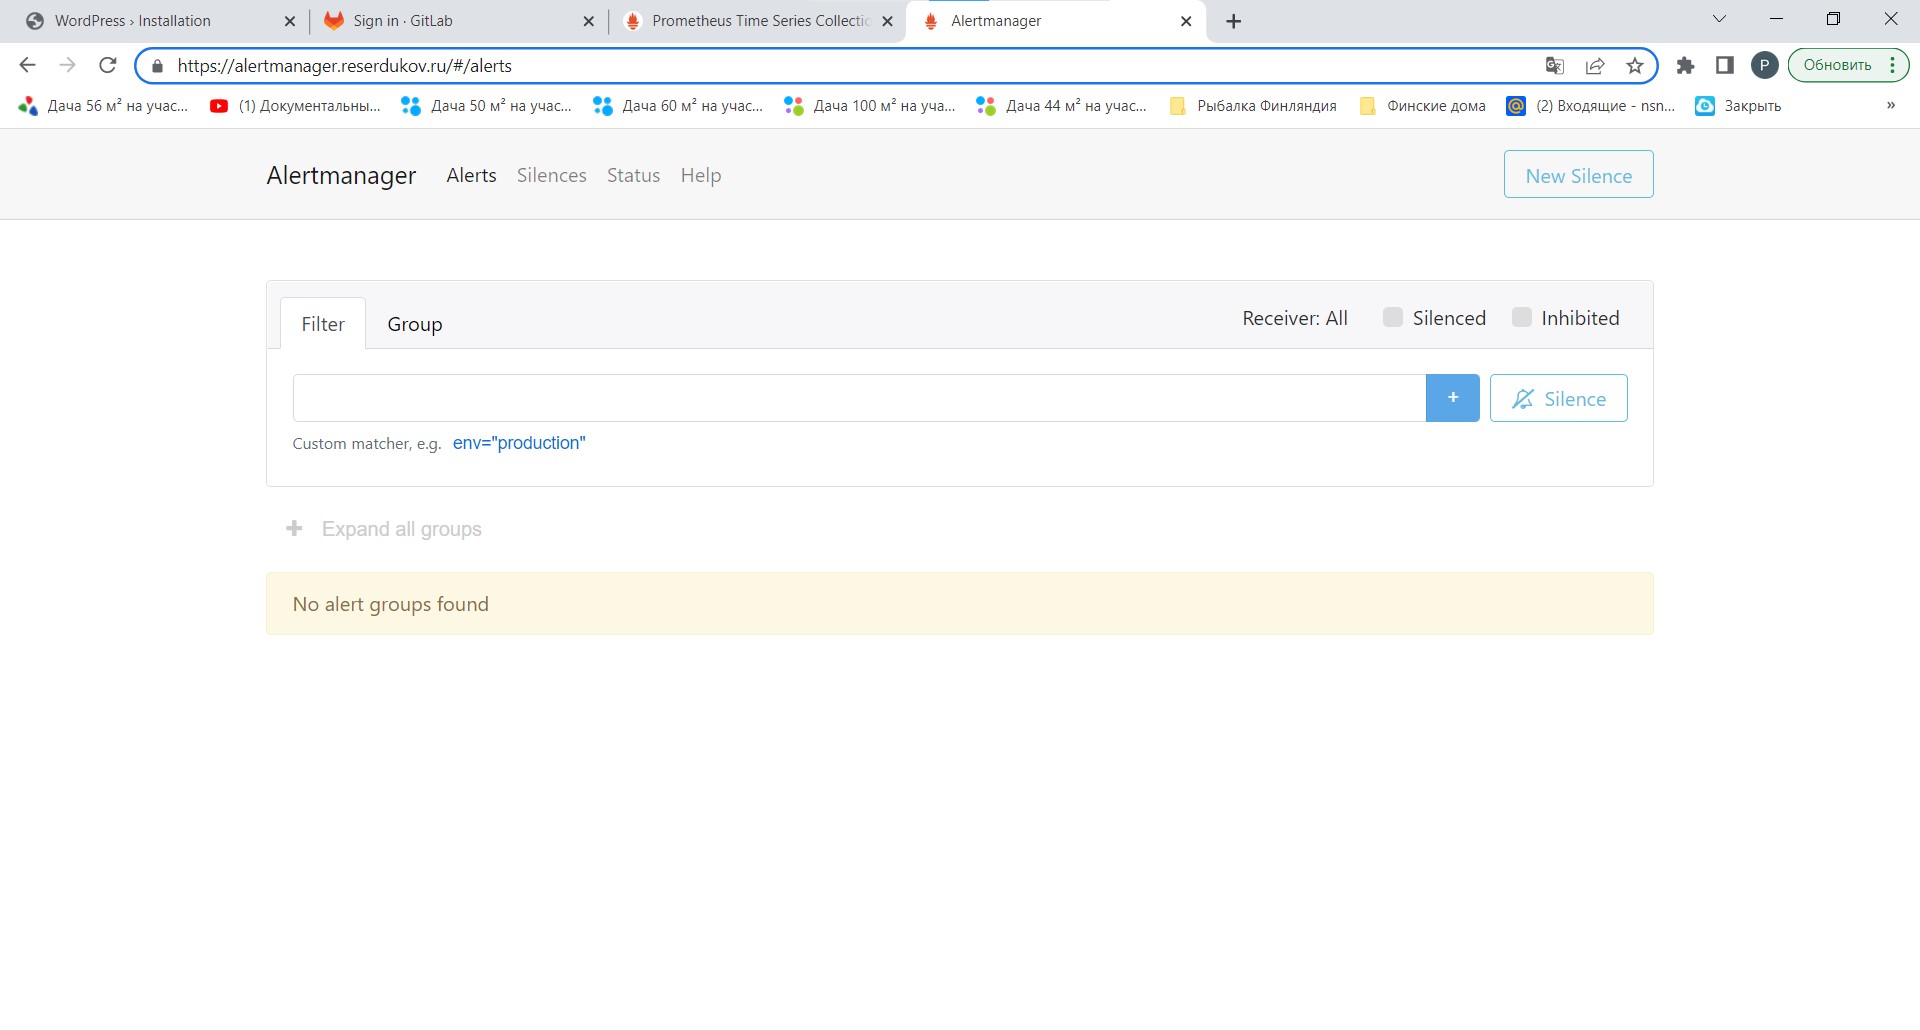 WordPress › Installation
Sign in · GitLab
Prometheus Time Series Collectio
Alertmanager
https://alertmanager.reserdukov.ru/#/alerts
P
Обновить
Дача 56 м² на учас...
(1) Документальны...
Дача 50 м² на учас...
Дача 60 м² на учас...
Дача 100 м² на уча...
Дача 44 м² на учас...
Рыбалка Финляндия
Финские дома
(2) Входящие - nsn...
Закрыть
»
Alertmanager Alerts Silences Status Help
New Silence
Filter Group
Receiver: All Silenced Inhibited
+
Silence
Custom matcher, e.g. env="production"
+ Expand all groups
No alert groups found